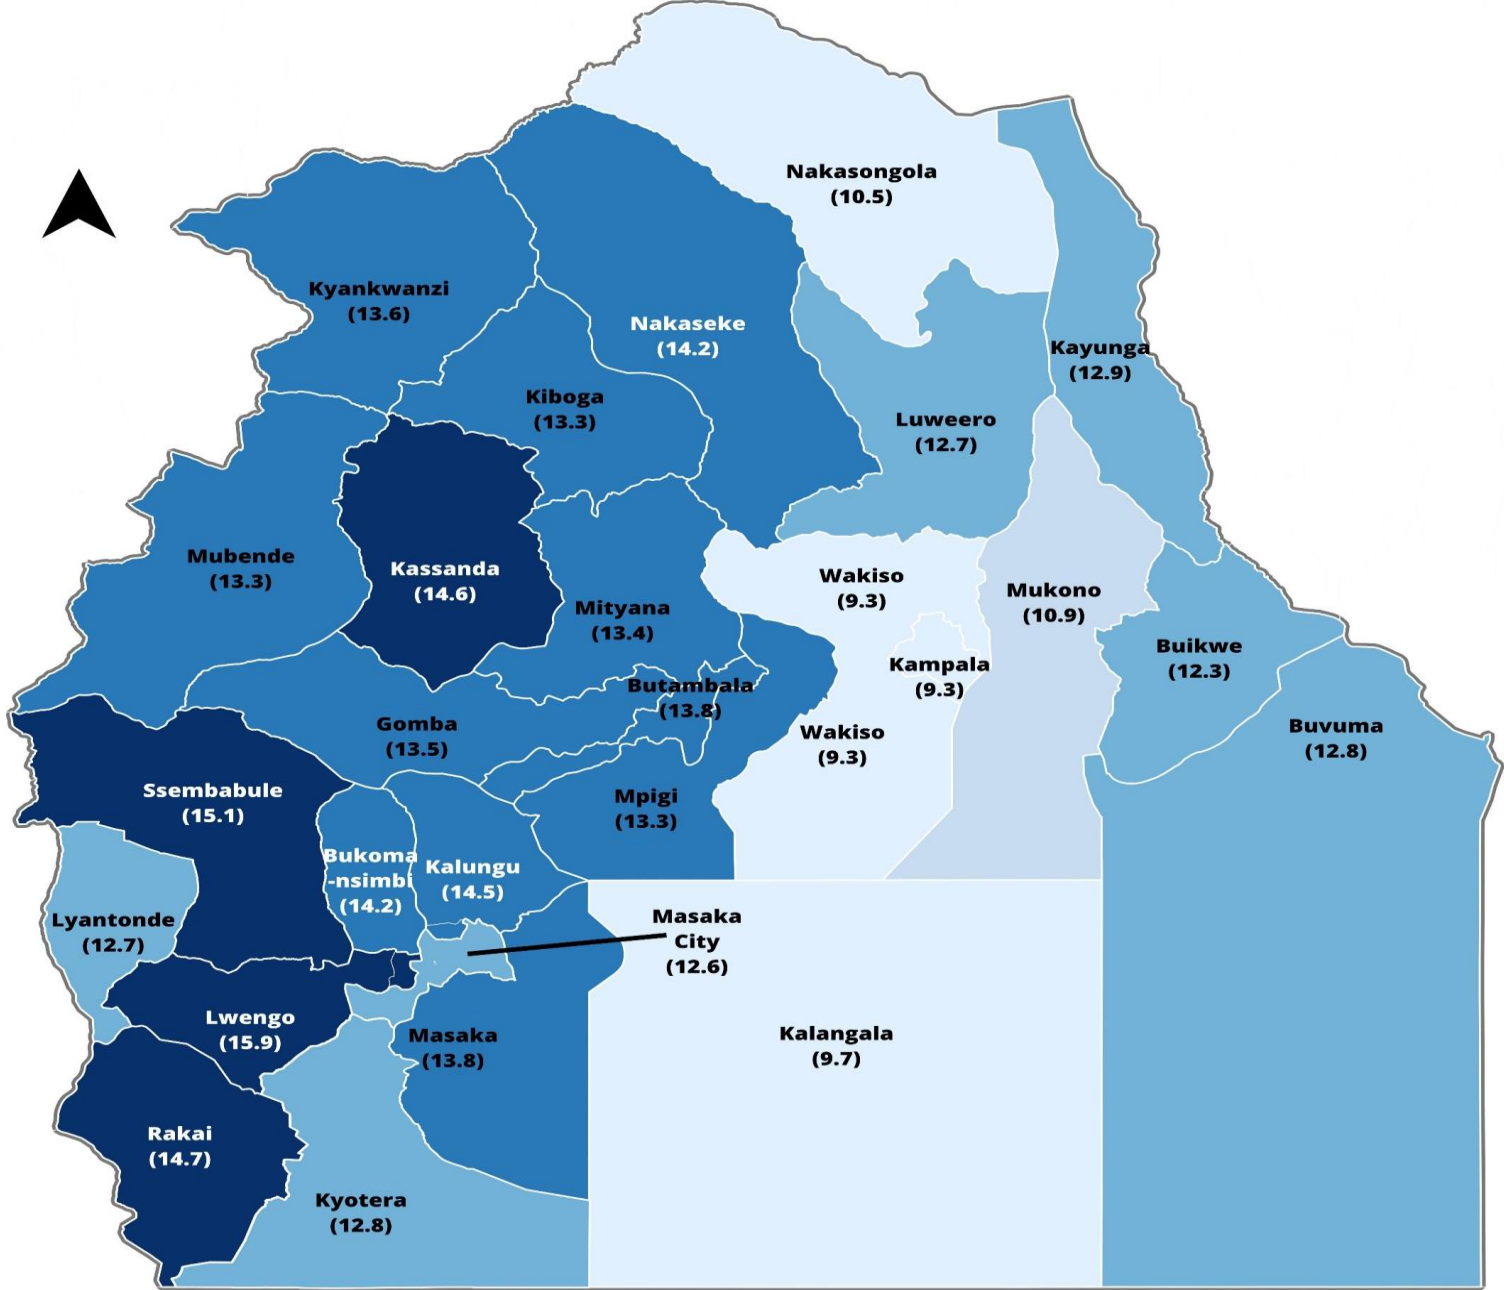 Nakasongola
(10.5)
Kyankwanzi
(13.6)
Nakaseke
(14.2)
Kayunga
(12.9)
Kiboga
(13.3)
Luweero
(12.7)
Mubende
(13.3)
Kassanda
(14.6)
Wakiso
(9.3)
Mukono
(10.9)
Mityana
(13.4)
Buikwe
(12.3)
Kampala
(9.3)
Butambala
(13.8)
Gomba
(13.5)
Wakiso
(9.3)
Buvuma
(12.8)
Ssembabule
(15.1)
Mpigi
(13.3)
Bukoma
-nsimbi
(14.2)
Kalungu
(14.5)
Lyantonde
(12.7)
Masaka
City
(12.6)
Lwengo
(15.9)
Masaka
(13.8)
Kalangala
(9.7)
Rakai
(14.7)
Kyotera
(12.8)